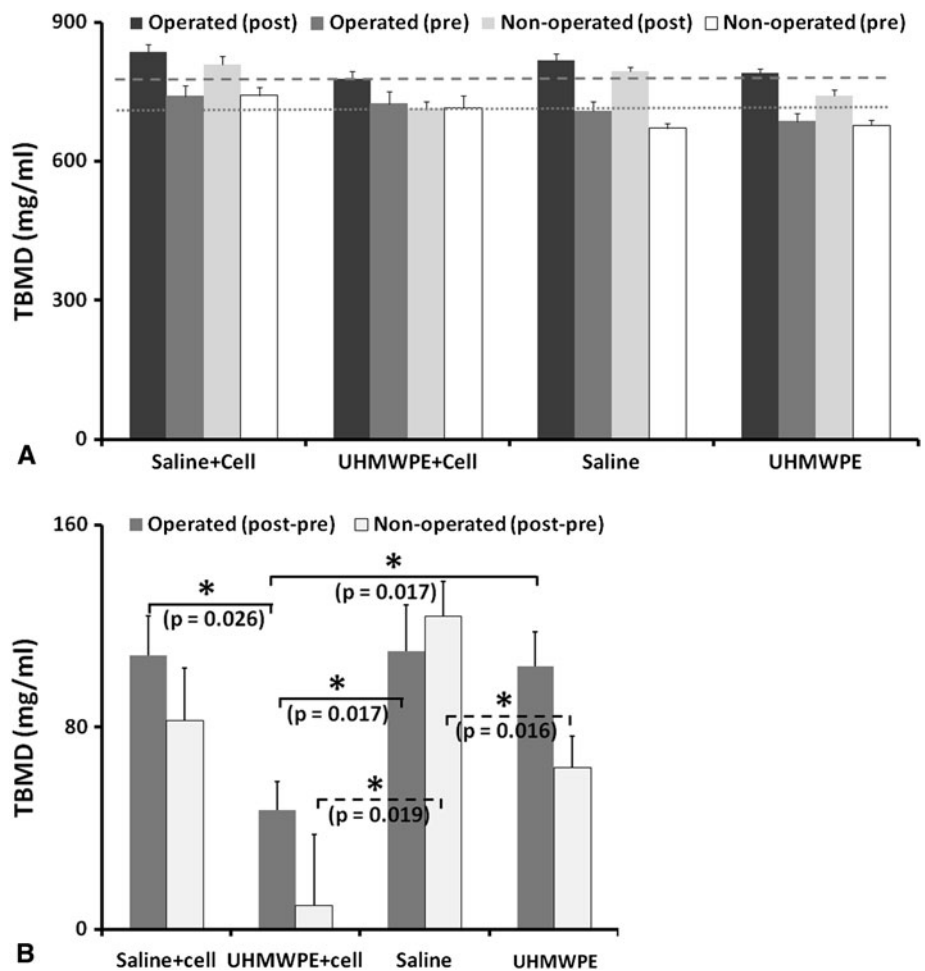 Operated (post) Operated (pre) Non-operated (post) Non-operated (pre)
900
600
300
0
TBMD (mg/ml)
A
Saline+Cell UHMWPE+Cell Saline UHMWPE
Operated (post-pre) Non-operated (post-pre)
160
80
0
TBMD (mg/ml)
*
(p = 0.017)
*
(p = 0.026)
*
(p = 0.017)
*
(p = 0.016)
*
(p = 0.019)
B
Saline+cell UHMWPE+cell Saline UHMWPE